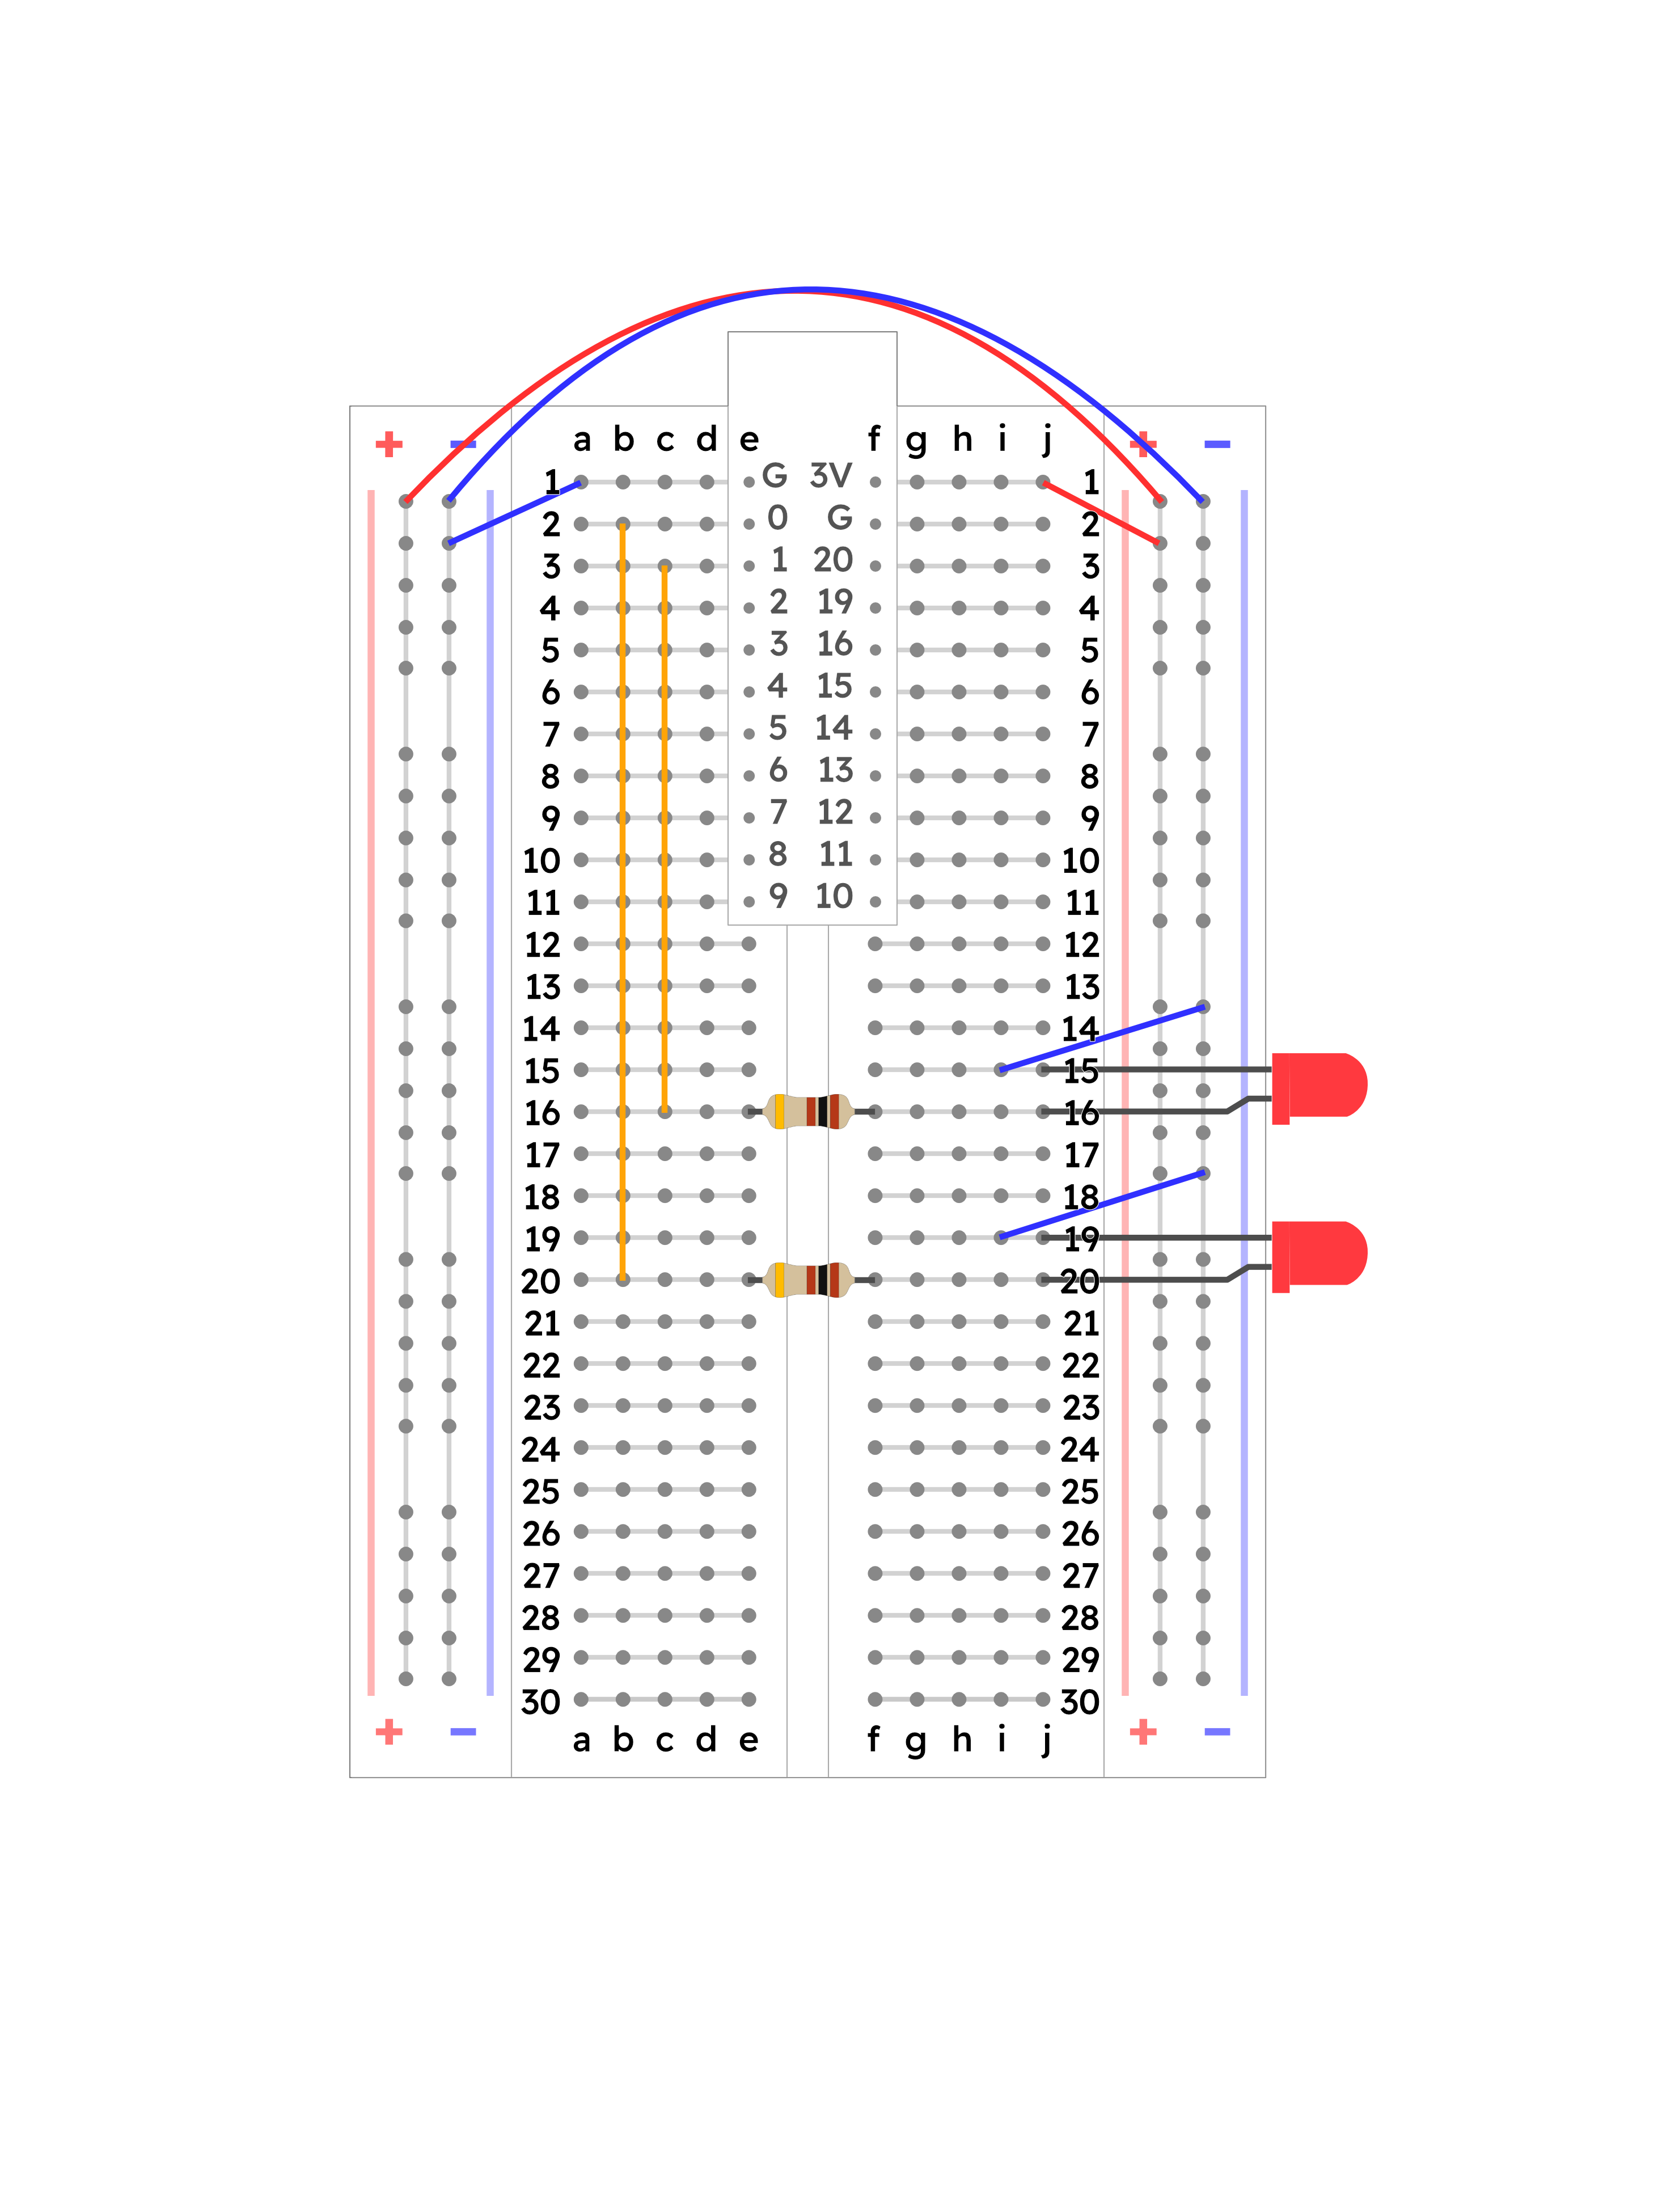 + − a b c d e f g h i j + −
1 G 3V 1
2 0 G 2
3 1 20 3
4 2 19 4
5 3 16 5
6 4 15 6
7 5 14 7
8 6 13 8
9 7 12 9
10 8 11 10
11 9 10 11
12 12
13 13
14 14
15 15
16 16
17 17
18 18
19 19
20 20
21 21
22 22
23 23
24 24
25 25
26 26
27 27
28 28
29 29
30 30
+ − a b c d e f g h i j + −